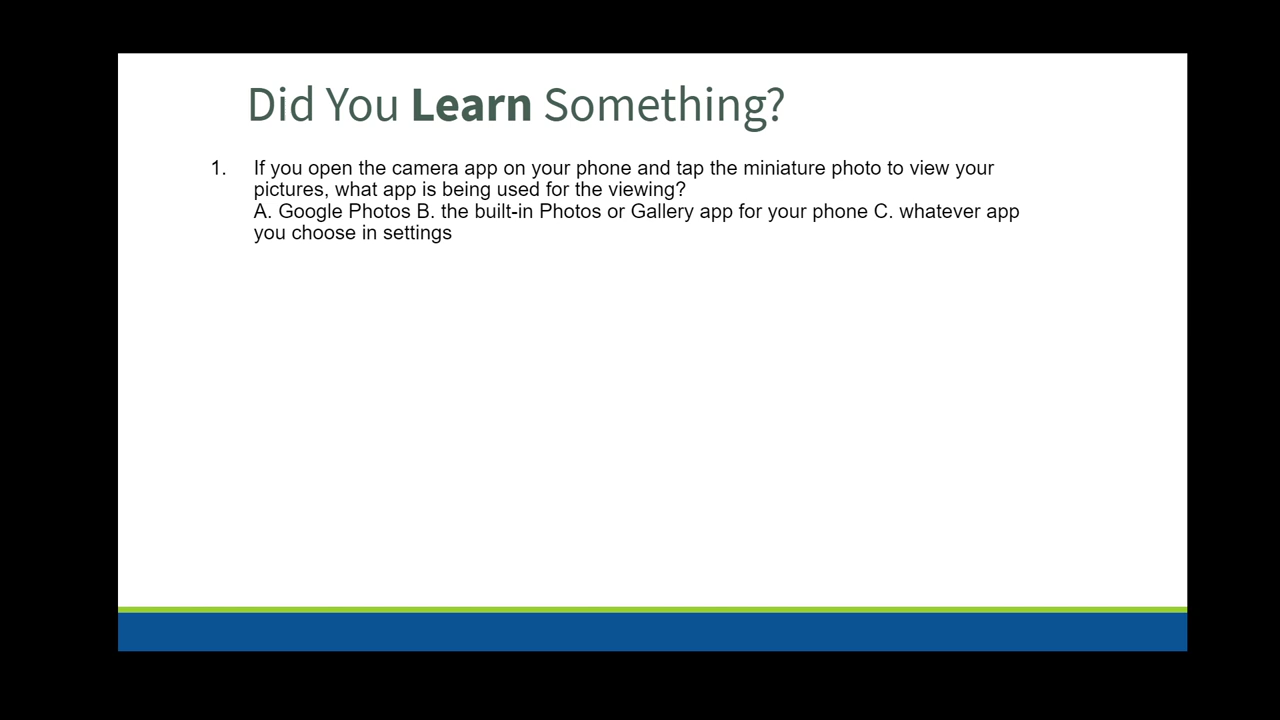 Did You Learn Something?
1. If you open the camera app on your phone and tap the miniature photo to view your
pictures, what app is being used for the viewing?
A. Google Photos B. the built-in Photos or Gallery app for your phone C. whatever app
you choose in settings